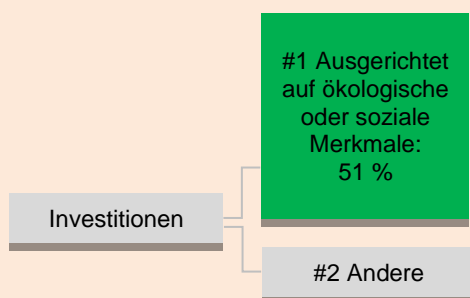 #1 Ausgerichtet
auf ökologische
oder soziale
Merkmale:
51 %
Investitionen
#2 Andere